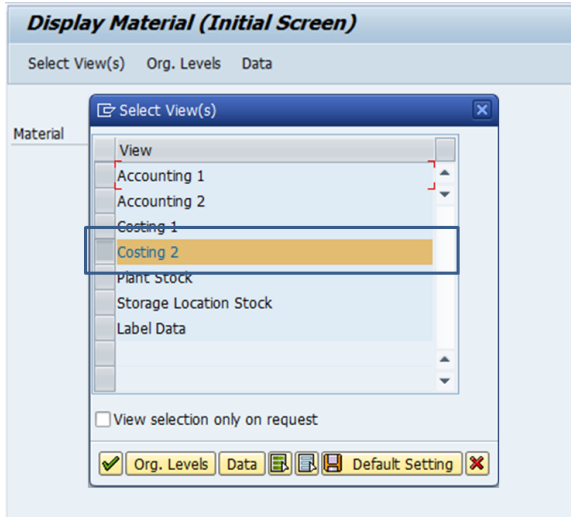 Display Material (Initial Screen)
Select View(s) Org. Levels Data
Select View(s)
Material
View
Accounting 1
Accounting 2
Costing 1
Costing 2
Plant Stock
Storage Location Stock
Label Data
View selection only on request
Org. Levels Data Default Setting